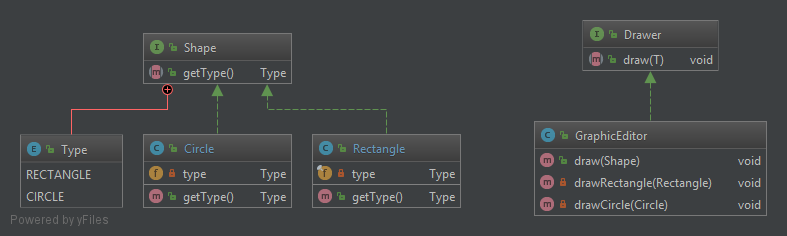 I Shape
m getType() Type
E Type
RECTANGLE
CIRCLE
C Circle
f type Type
m getType() Type
C Rectangle
f type Type
m getType() Type
I Drawer
m draw(T) void
C GraphicEditor
m draw(Shape) void
m drawRectangle(Rectangle) void
m drawCircle(Circle) void
Powered by yFiles